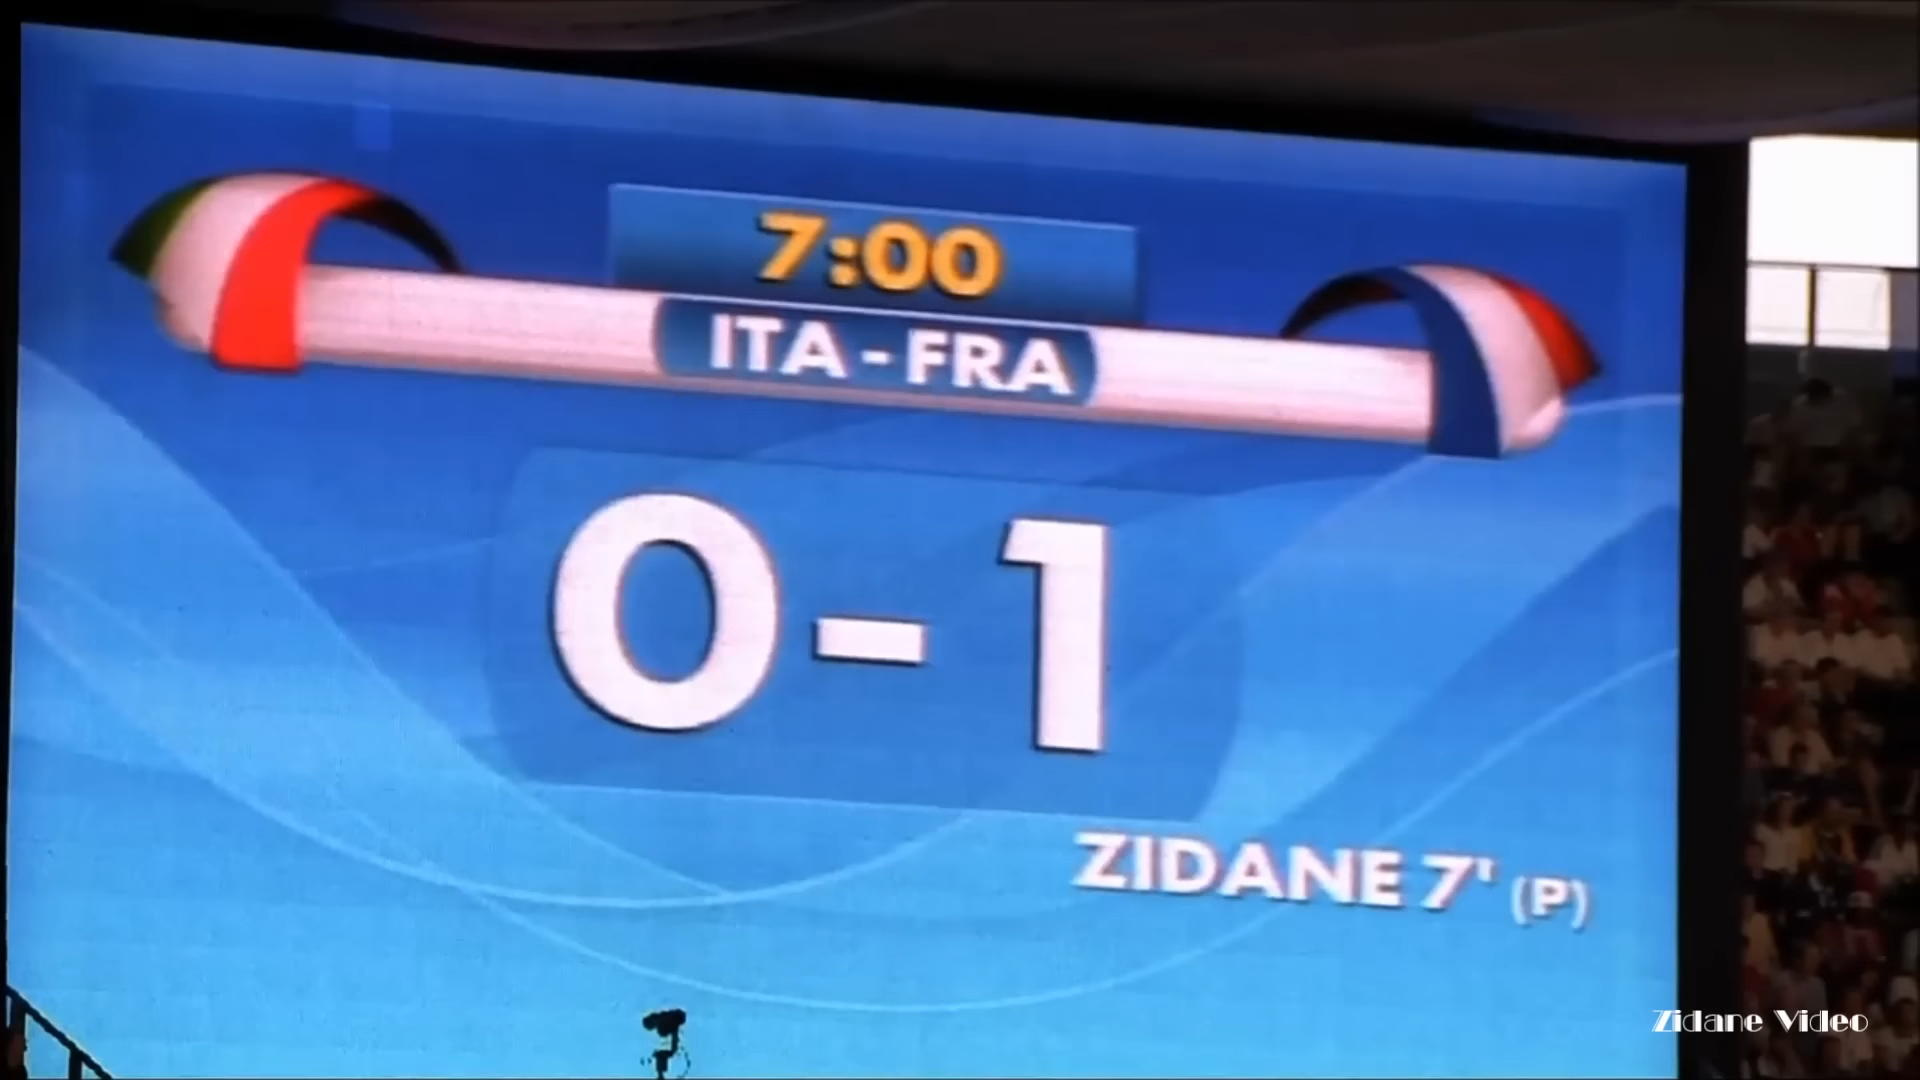 7:00
ITA - FRA
0 - 1
ZIDANE 7' (P)
Zidane Video